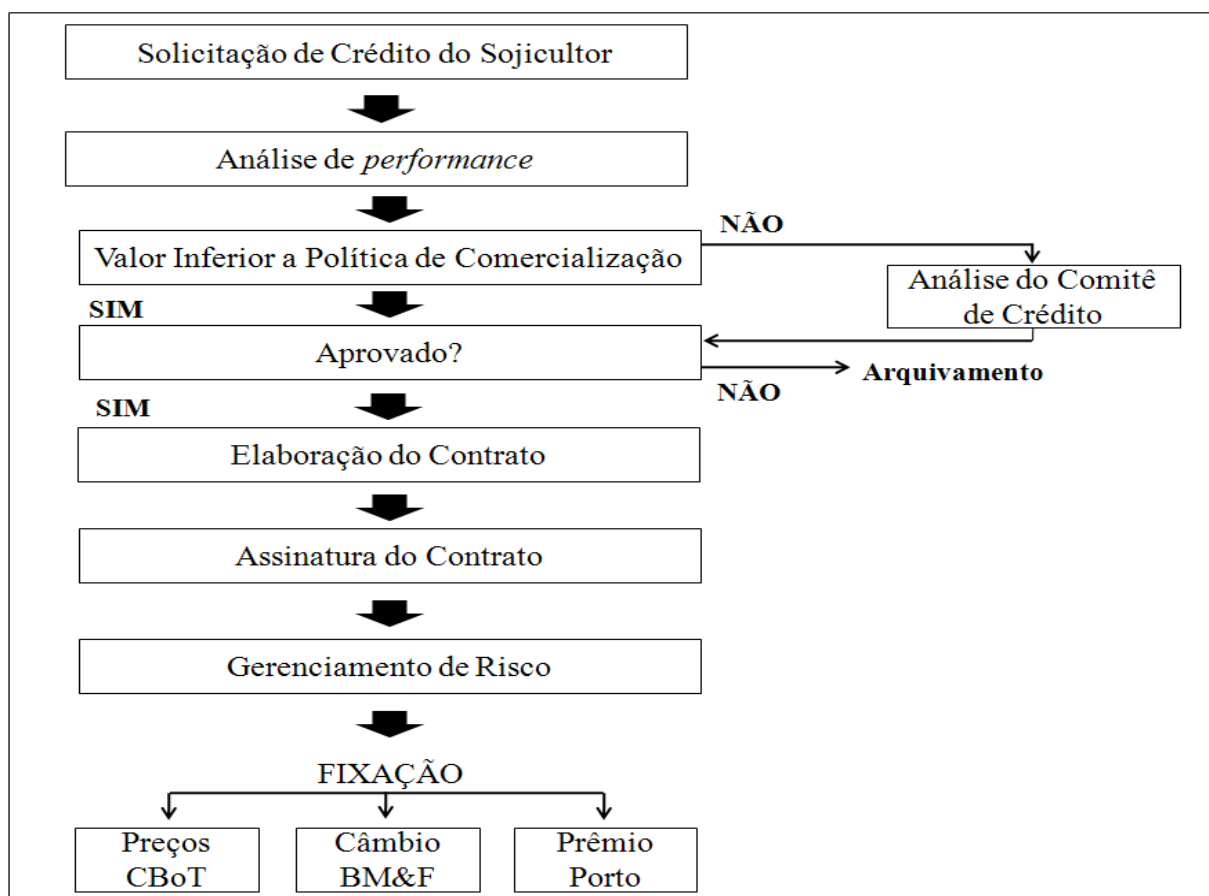 Solicitação de Crédito do Sojicultor
Análise de performance
NÃO
Valor Inferior a Política de Comercialização
Análise do Comitê
de Crédito
SIM
Aprovado?
Arquivamento
NÃO
SIM
Elaboração do Contrato
Assinatura do Contrato
Gerenciamento de Risco
FIXAÇÃO
Preços
CBoT
Câmbio
BM&F
Prêmio
Porto